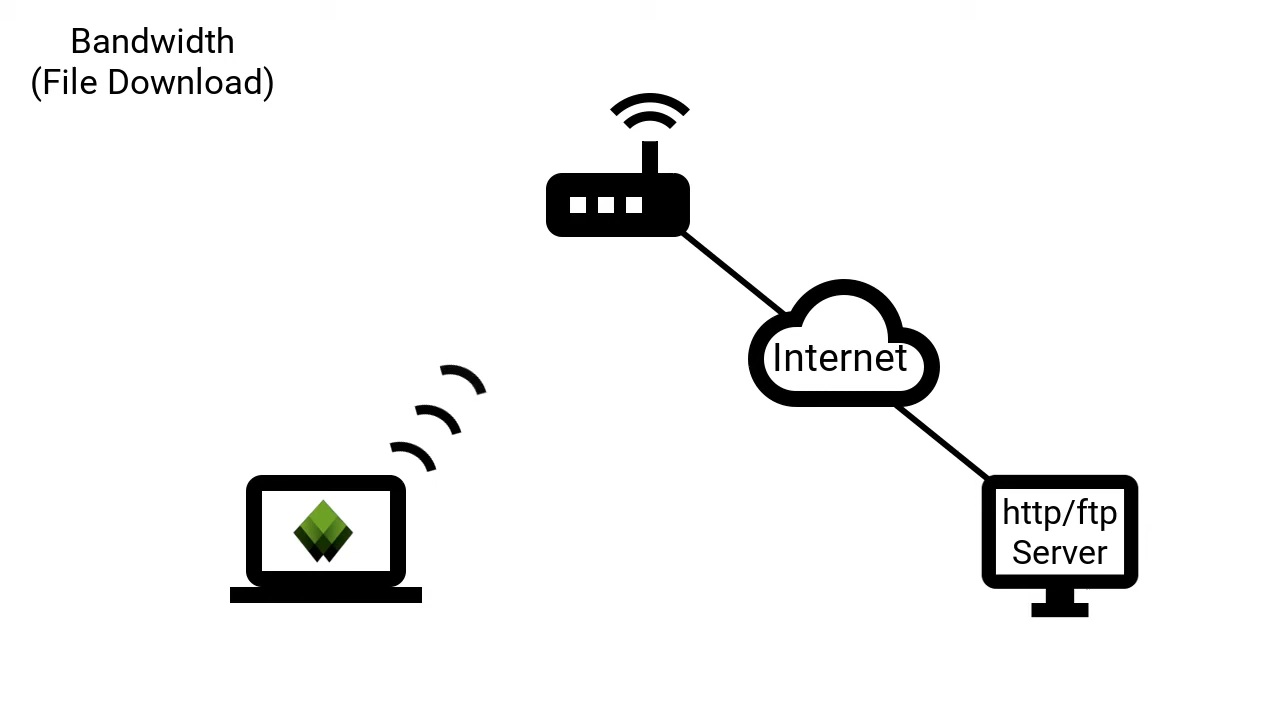 Bandwidth
(File Download)
Internet
http/ftp
Server